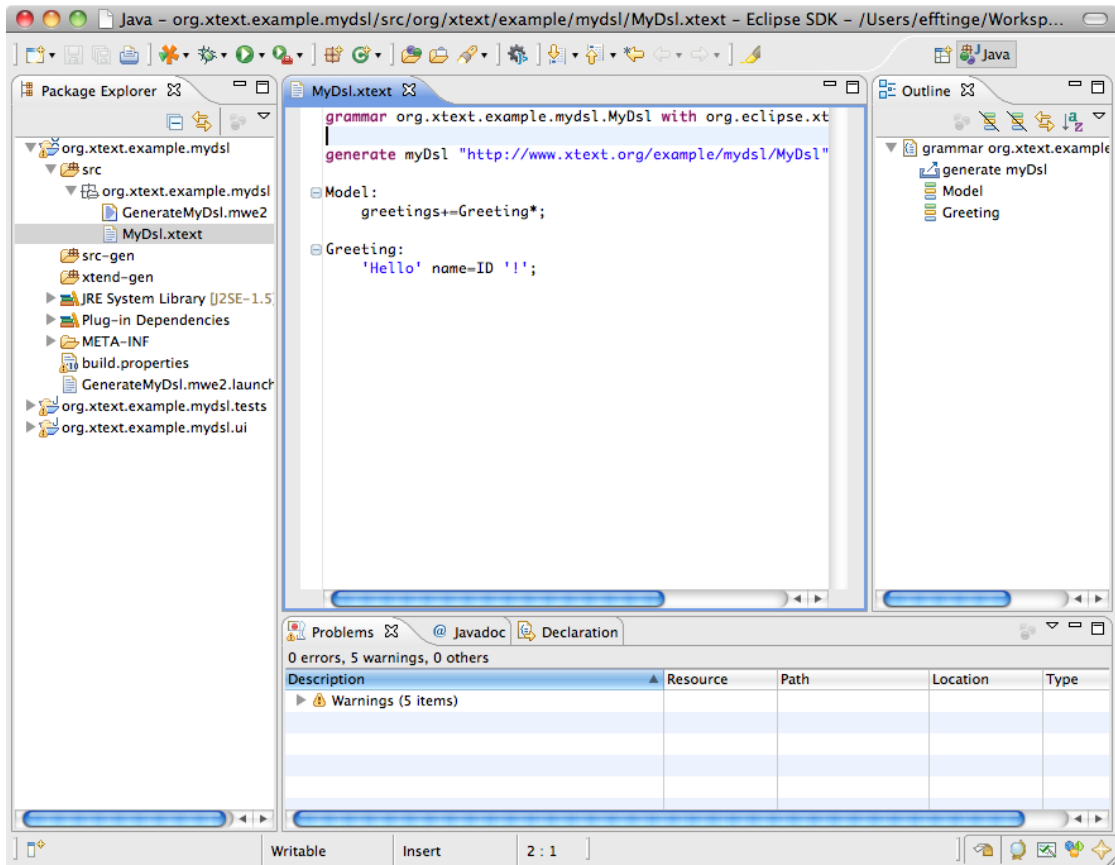 Java – org.xtext.example.mydsl/src/org/xtext/example/mydsl/MyDsl.xtext – Eclipse SDK – /Users/efftinge/Worksp...
Java
Package Explorer
org.xtext.example.mydsl
src
org.xtext.example.mydsl
GenerateMyDsl.mwe2
MyDsl.xtext
src-gen
xtend-gen
JRE System Library [J2SE-1.5]
Plug-in Dependencies
META-INF
build.properties
GenerateMyDsl.mwe2.launch
org.xtext.example.mydsl.tests
org.xtext.example.mydsl.ui
MyDsl.xtext
grammar org.xtext.example.mydsl.MyDsl with org.eclipse.xt
generate myDsl "http://www.xtext.org/example/mydsl/MyDsl"
Model:
greetings+=Greeting*;
Greeting:
'Hello' name=ID '!';
Outline
grammar org.xtext.example
generate myDsl
Model
Greeting
Problems @ Javadoc Declaration
0 errors, 5 warnings, 0 others
Description Resource Path Location Type
Warnings (5 items)
Writable Insert 2 : 1